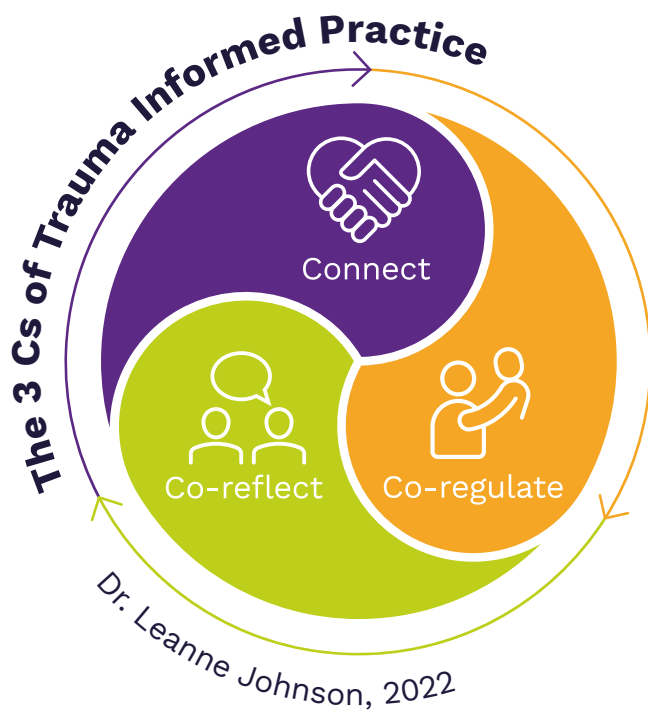 The 3 Cs of Trauma Informed Practice
Connect
Co-reflect
Co-regulate
Dr. Leanne Johnson, 2022